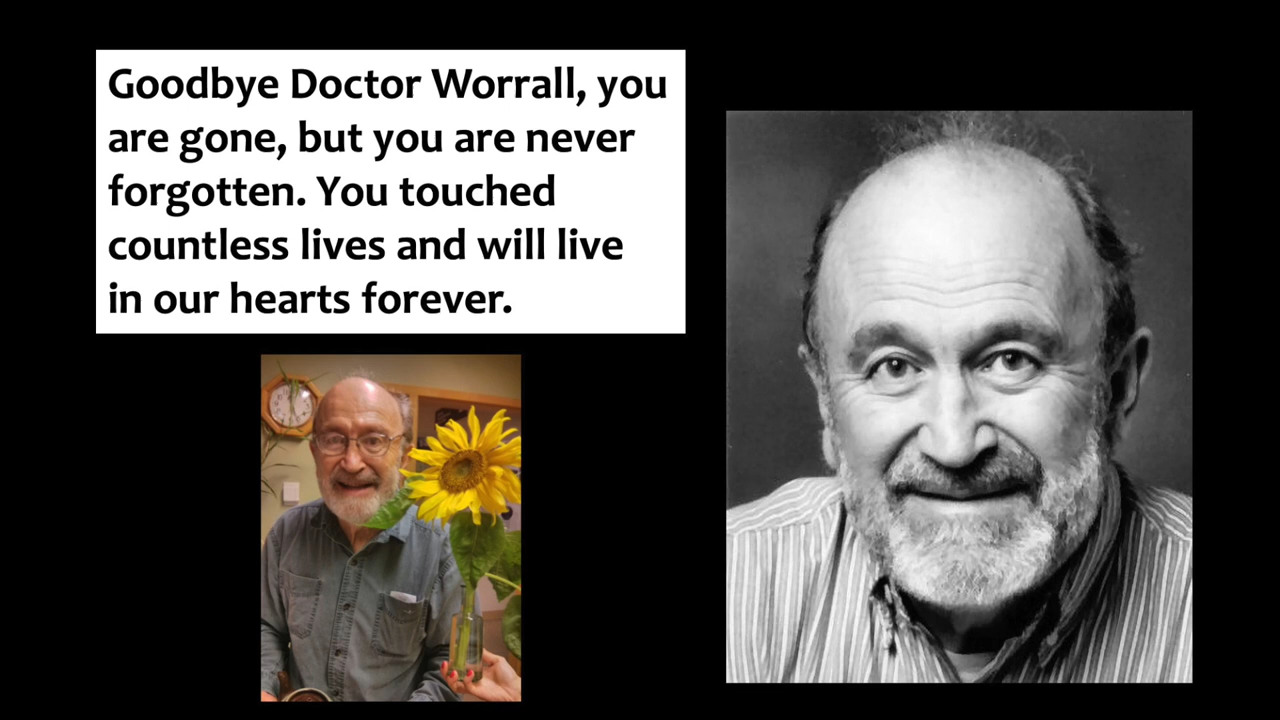 Goodbye Doctor Worrall, you
are gone, but you are never
forgotten. You touched
countless lives and will live
in our hearts forever.